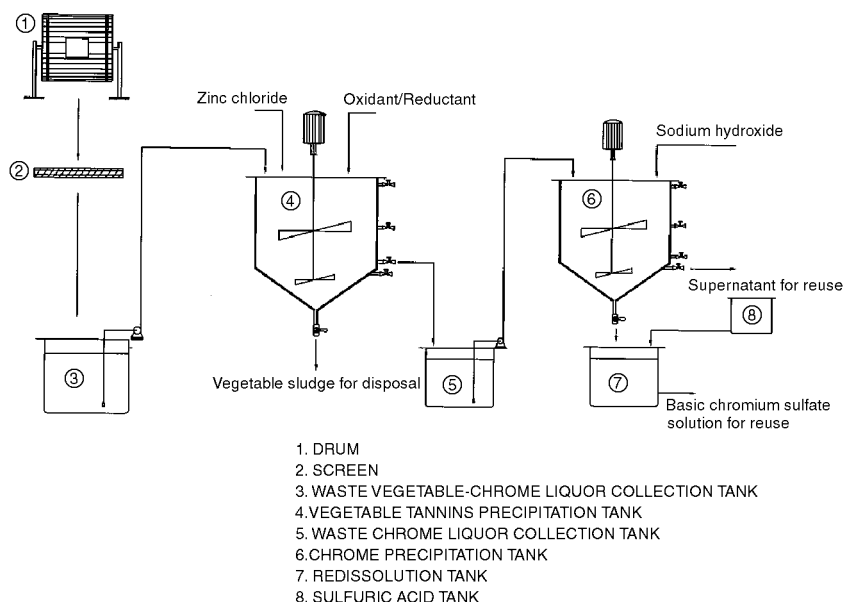 ①
Zinc chloride
Oxidant/Reductant
Sodium hydroxide
②
④
⑥
Supernatant for reuse
⑧
③
Vegetable sludge for disposal
⑤
⑦
Basic chromium sulfate
solution for reuse
1. DRUM
2. SCREEN
3. WASTE VEGETABLE-CHROME LIQUOR COLLECTION TANK
4.VEGETABLE TANNINS PRECIPITATION TANK
5. WASTE CHROME LIQUOR COLLECTION TANK
6.CHROME PRECIPITATION TANK
7. REDISSOLUTION TANK
8. SULFURIC ACID TANK